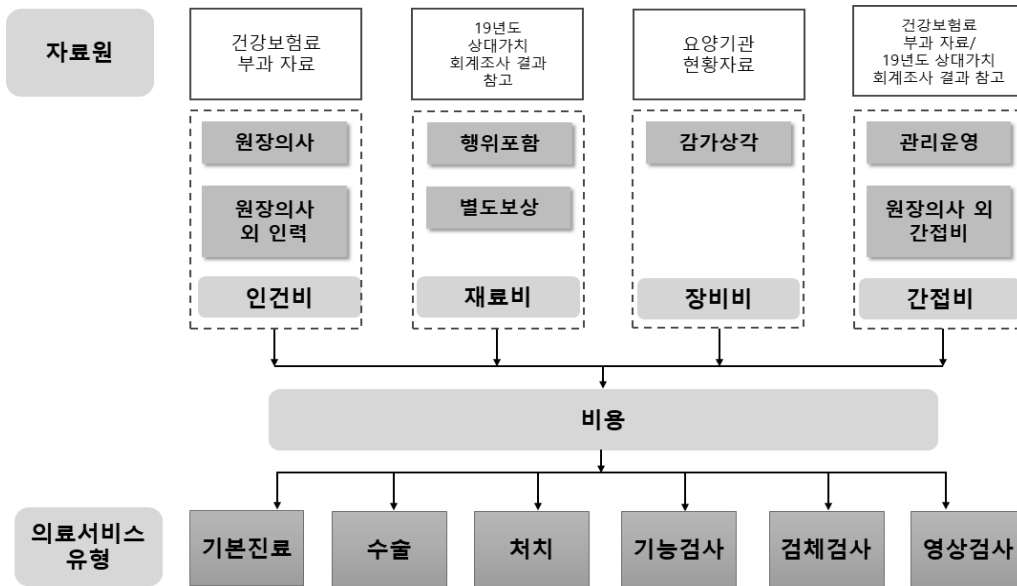 자료원
건강보험료
부과 자료
19년도
상대가치
회계조사 결과
참고
요양기관
현황자료
건강보험료
부과 자료/
19년도 상대가치
회계조사 결과 참고
원장의사
행위포함
감가상각
관리운영
원장의사
외 인력
별도보상
원장의사 외
간접비
인건비
재료비
장비비
간접비
비용
의료서비스
유형
기본진료
수술
처치
기능검사
검체검사
영상검사